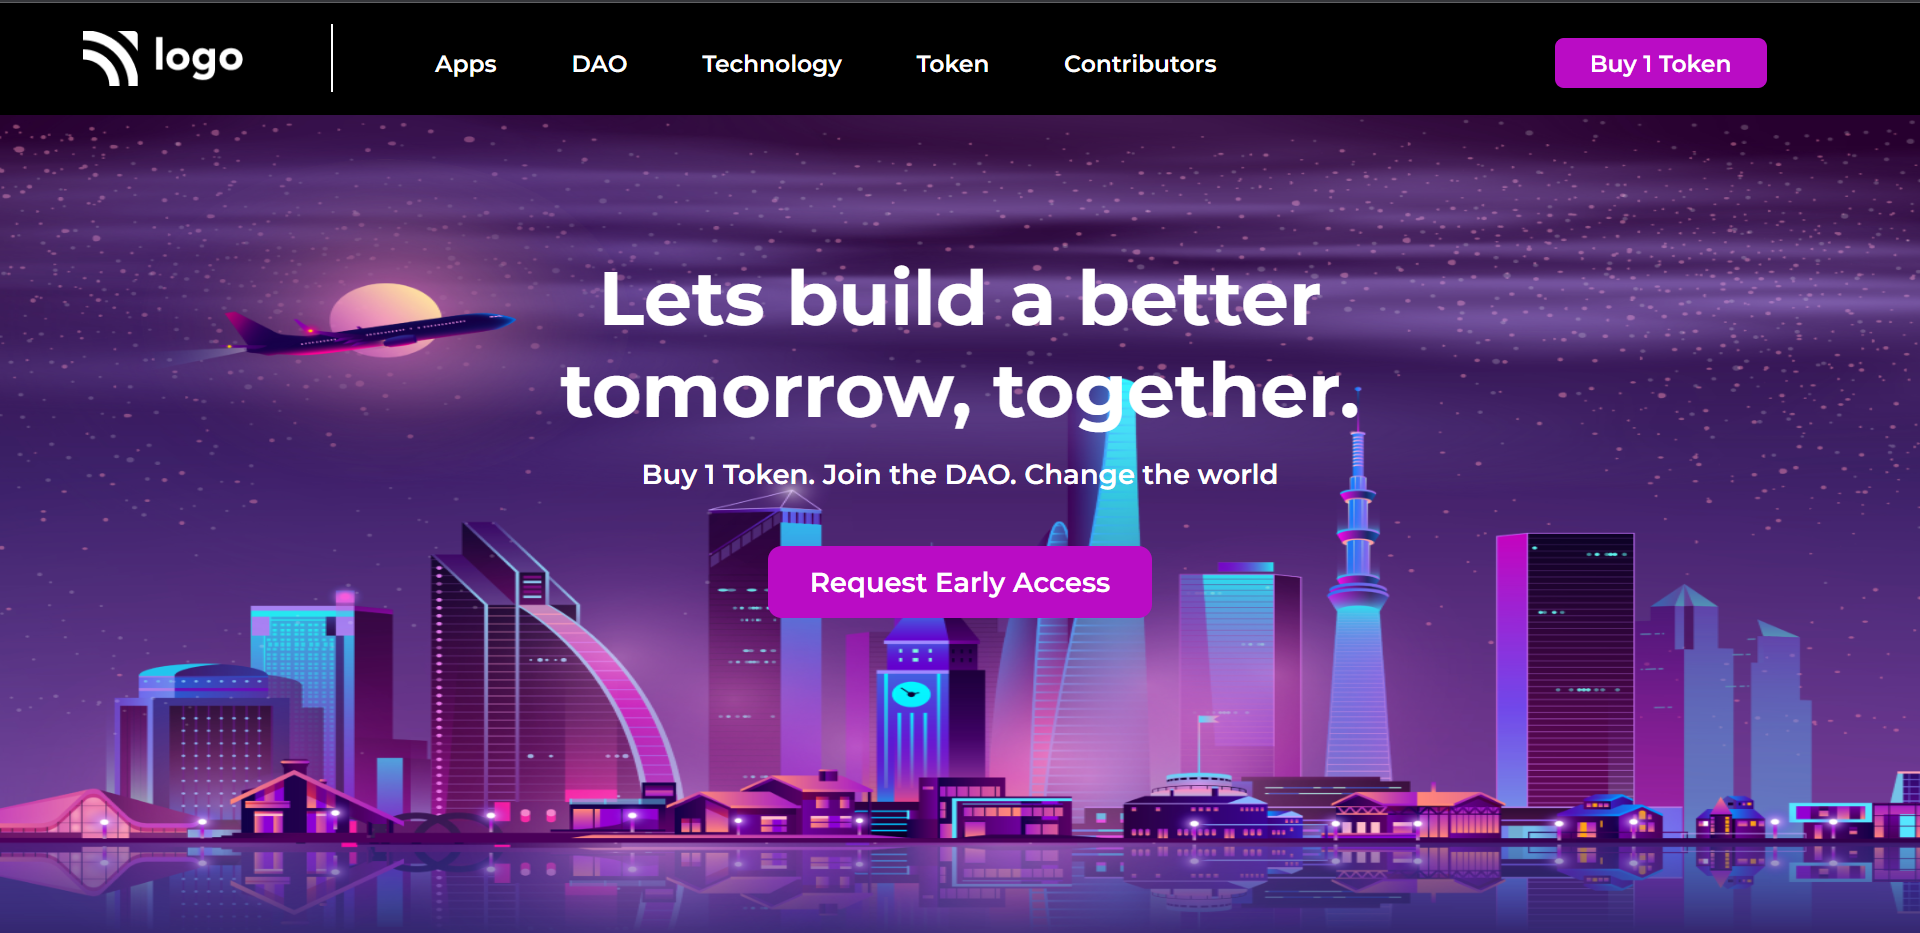 logo
Apps
DAO
Technology
Token
Contributors
Buy 1 Token
Lets build a better
tomorrow, together.
Buy 1 Token. Join the DAO. Change the world
Request Early Access